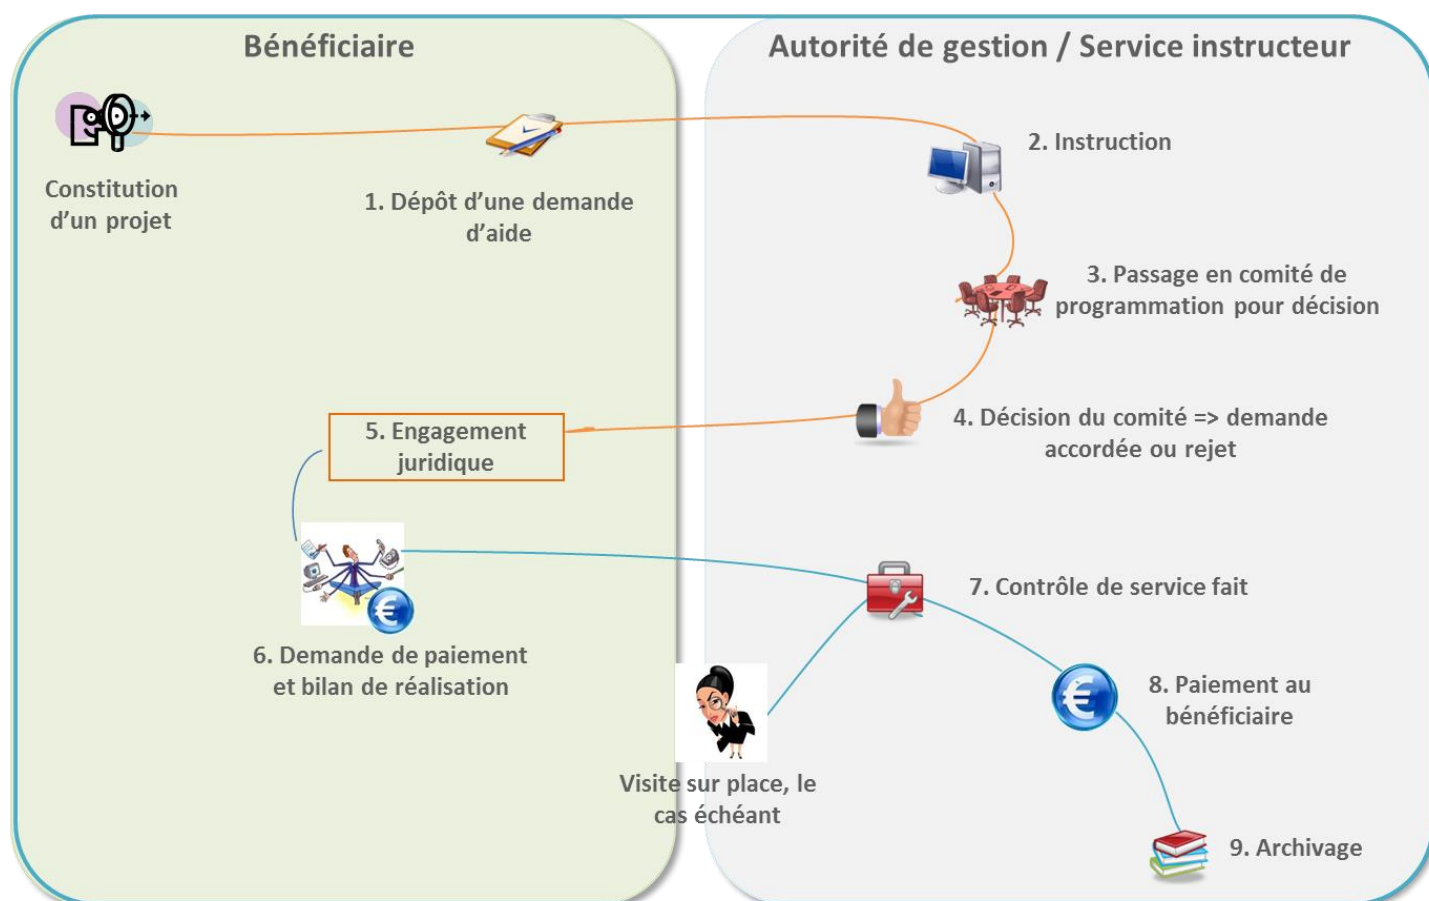 Bénéficiaire
Autorité de gestion / Service instructeur
Constitution
d’un projet
1. Dépôt d’une demande
d’aide
2. Instruction
3. Passage en comité de
programmation pour décision
4. Décision du comité => demande
accordée ou rejet
5. Engagement
juridique
6. Demande de paiement
et bilan de réalisation
7. Contrôle de service fait
Visite sur place, le
cas échéant
8. Paiement au
bénéficiaire
9. Archivage